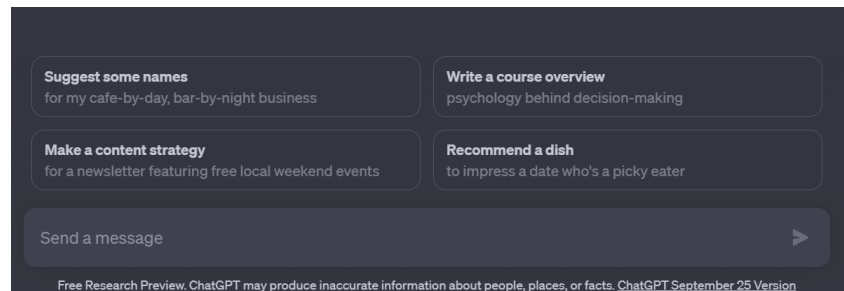 Suggest some names
for my cafe-by-day, bar-by-night business
Write a course overview
psychology behind decision-making
Make a content strategy
for a newsletter featuring free local weekend events
Recommend a dish
to impress a date who's a picky eater
Send a message
Free Research Preview. ChatGPT may produce inaccurate information about people, places, or facts. ChatGPT September 25 Version